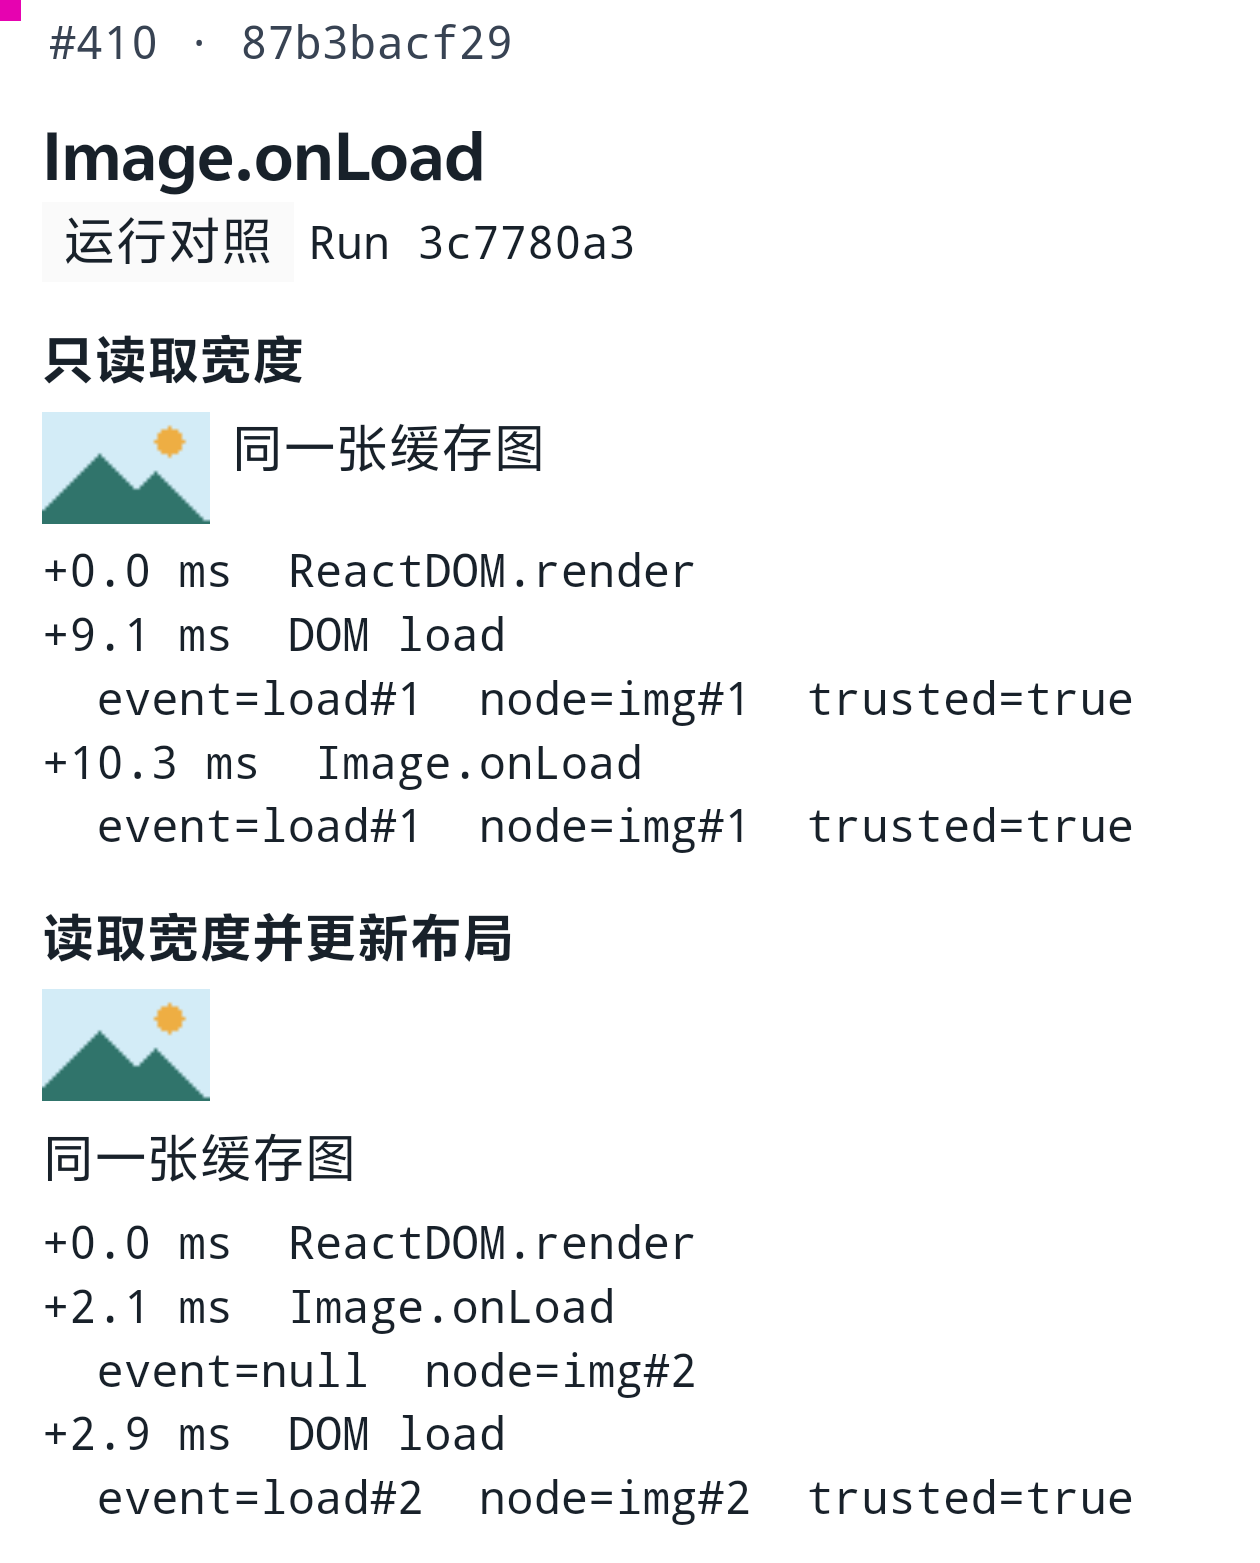 #410 · 87b3bacf29
Image.onLoad
运行对照 Run 3c7780a3
只读取宽度
同一张缓存图
+0.0 ms  ReactDOM.render
+9.1 ms  DOM load
  event=load#1  node=img#1  trusted=true
+10.3 ms  Image.onLoad
  event=load#1  node=img#1  trusted=true
读取宽度并更新布局
同一张缓存图
+0.0 ms  ReactDOM.render
+2.1 ms  Image.onLoad
  event=null  node=img#2
+2.9 ms  DOM load
  event=load#2  node=img#2  trusted=true